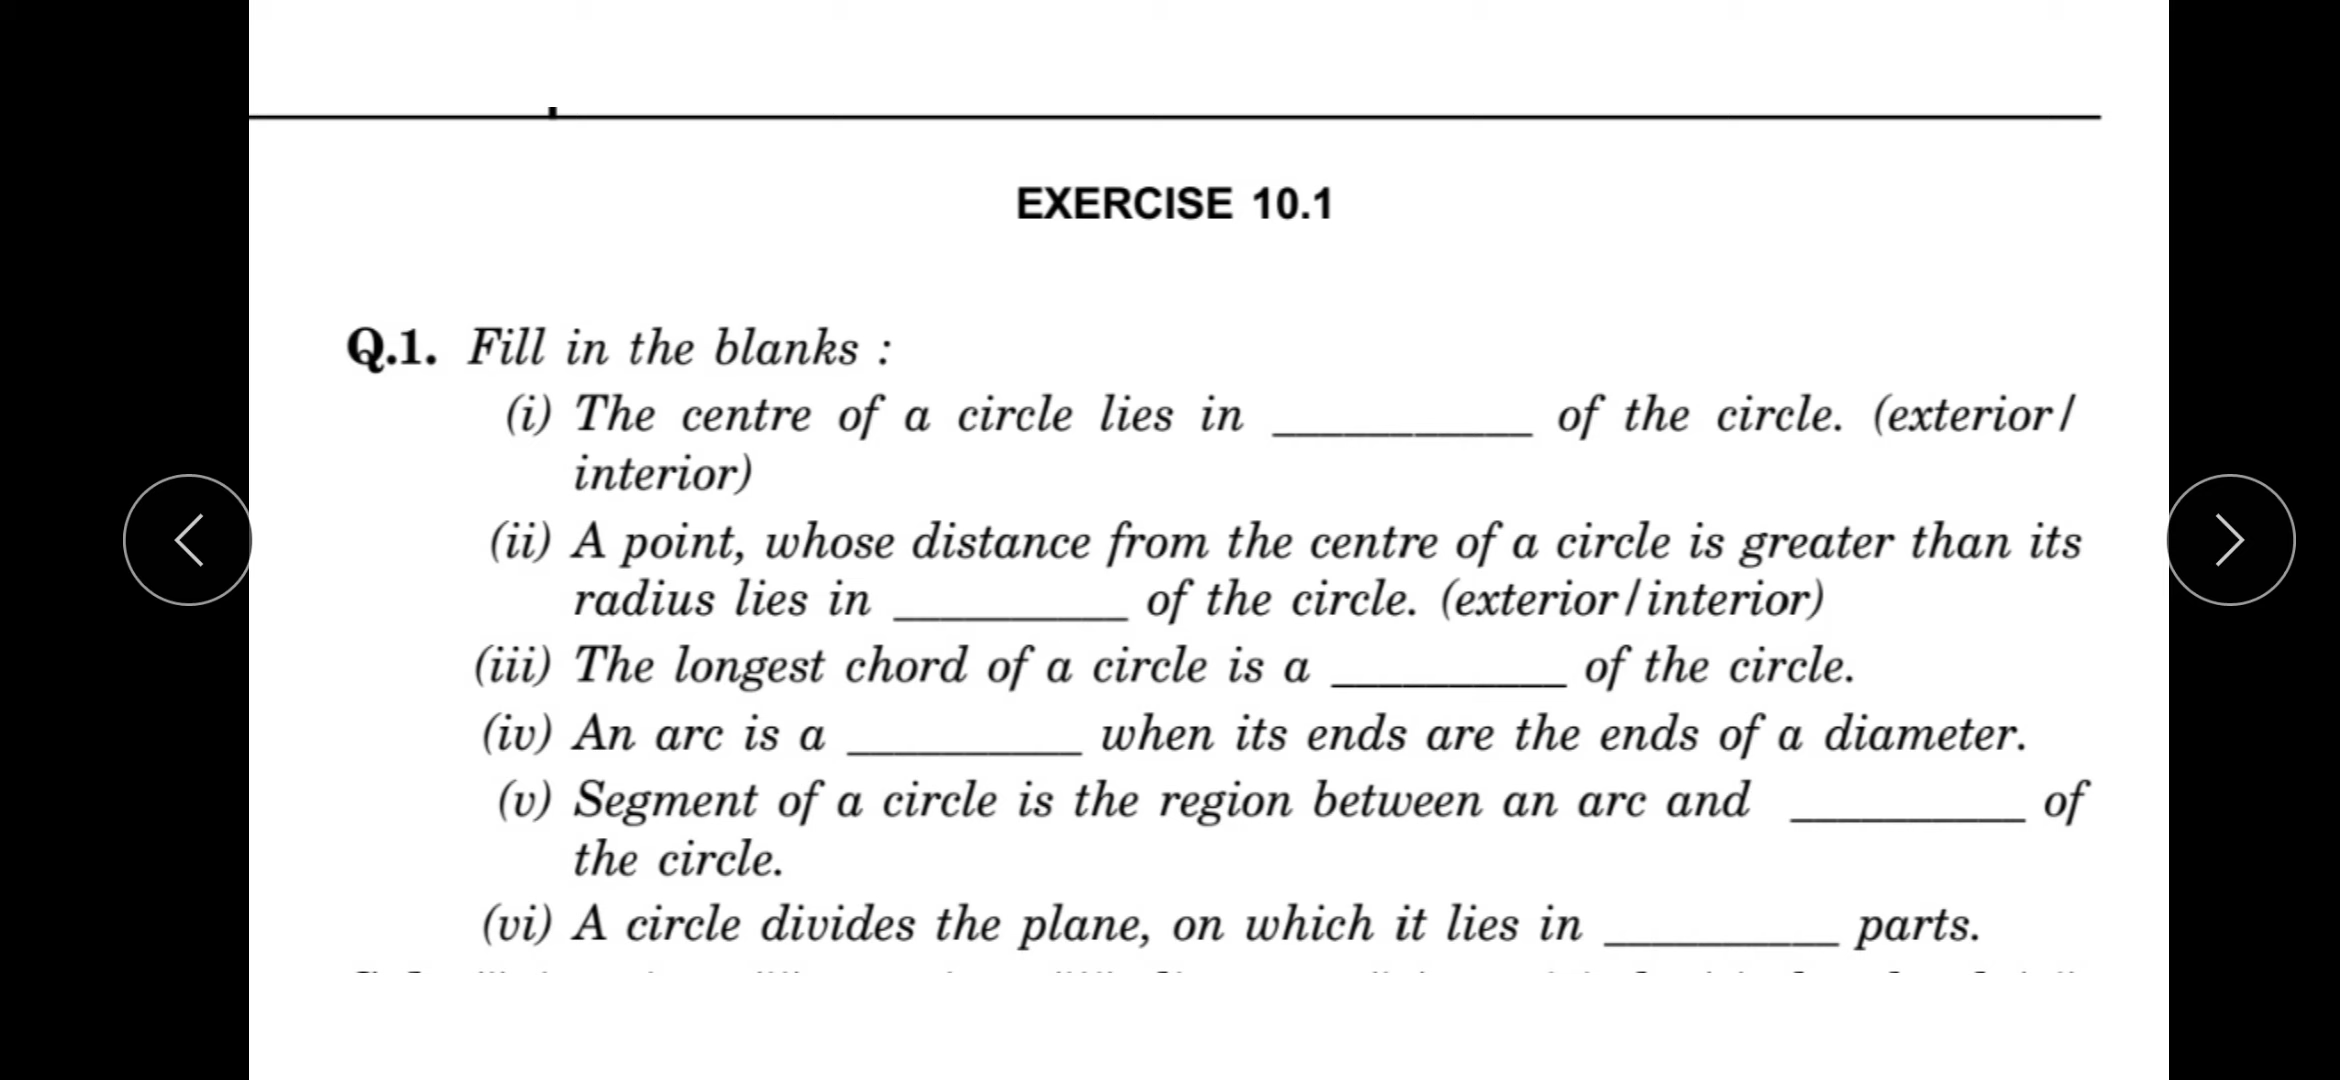 EXERCISE 10.1
Q.1. Fill in the blanks :
(i) The centre of a circle lies in ___________ of the circle. (exterior/
interior)
(ii) A point, whose distance from the centre of a circle is greater than its
radius lies in __________ of the circle. (exterior/interior)
(iii) The longest chord of a circle is a __________ of the circle.
(iv) An arc is a __________ when its ends are the ends of a diameter.
(v) Segment of a circle is the region between an arc and __________ of
the circle.
(vi) A circle divides the plane, on which it lies in __________ parts.